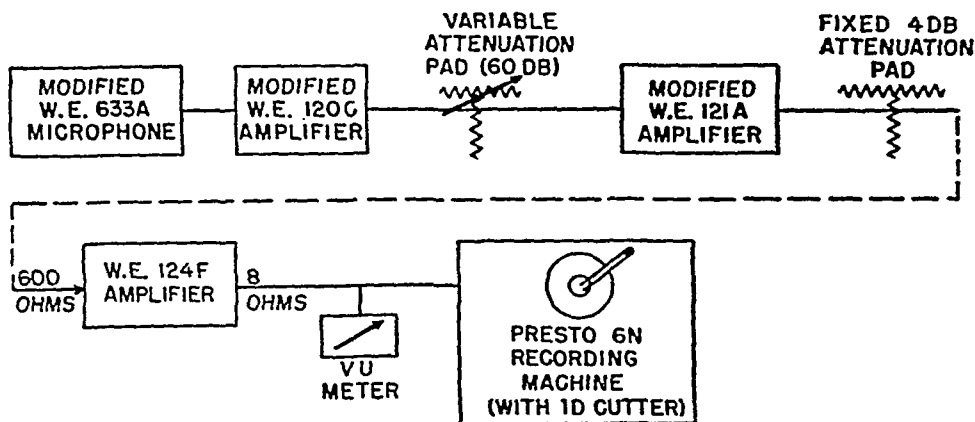 MODIFIED
W.E. 633A
MICROPHONE
MODIFIED
W.E. 120C
AMPLIFIER
VARIABLE
ATTENUATION
PAD (60 DB)
MODIFIED
W.E. 121A
AMPLIFIER
FIXED 4DB
ATTENUATION
PAD
600
OHMS
W.E. 124F
AMPLIFIER
8
OHMS
VU
METER
PRESTO 6N
RECORDING
MACHINE
(WITH 1D CUTTER)